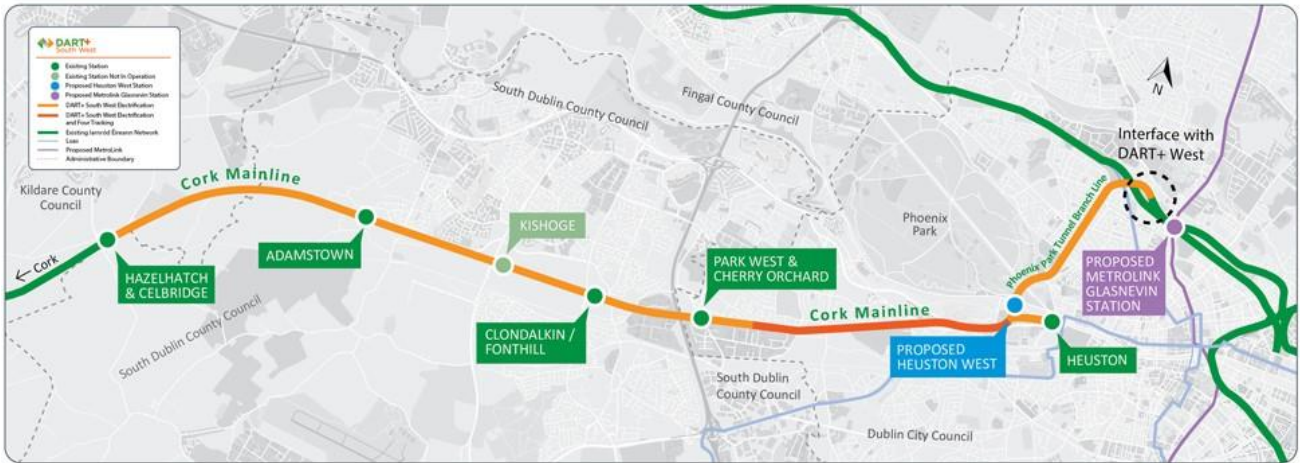 DART+
South West
Existing Station
Existing Station Not In Operation
Proposed Heuston West Station
Proposed Metrolink Glasnevin Station
DART+ South West Electrification
DART+ South West Electrification
and Four Tracking
Existing Iarnród Éireann Network
Luas
Proposed MetroLink
Administrative Boundary
South Dublin County Council
Fingal County Council
N
Interface with
DART+ West
Kildare County
Council
Cork Mainline
Phoenix
Park
Phoenix Park Tunnel Branch Line
KISHOGE
ADAMSTOWN
← Cork
HAZELHATCH
& CELBRIDGE
PARK WEST &
CHERRY ORCHARD
PROPOSED
METROLINK
GLASNEVIN
STATION
South Dublin County Council
CLONDALKIN /
FONTHILL
Cork Mainline
PROPOSED
HEUSTON WEST
HEUSTON
South Dublin
County Council
Dublin City Council